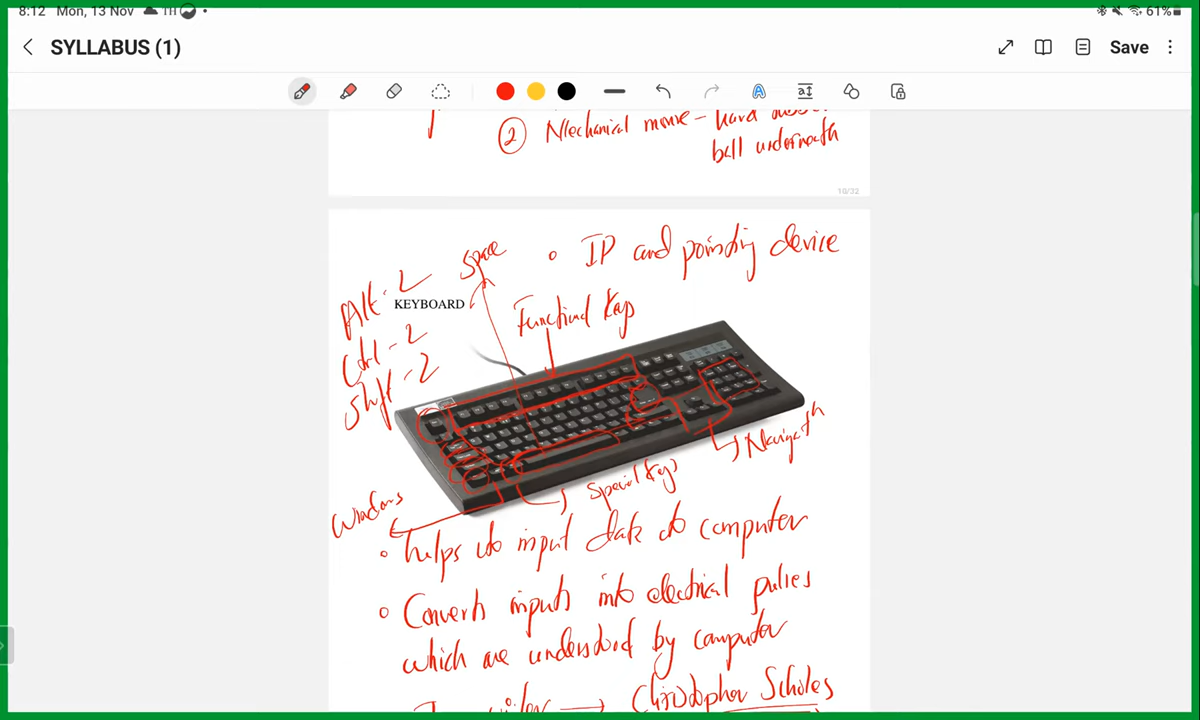 8:12 Mon, 13 Nov TH
61%
SYLLABUS (1)
Save
② Mechanical mouse - hard
ball underneath
10/32
• IP and pointing device
Space
Alt - 2
KEYBOARD
Functional Keys
Ctrl - 2
Shift - 2
Special Keys
Windows
• helps to input data to computer
• Converts inputs into electrical pulses
which are understood by computer
→ Christopher Scholes